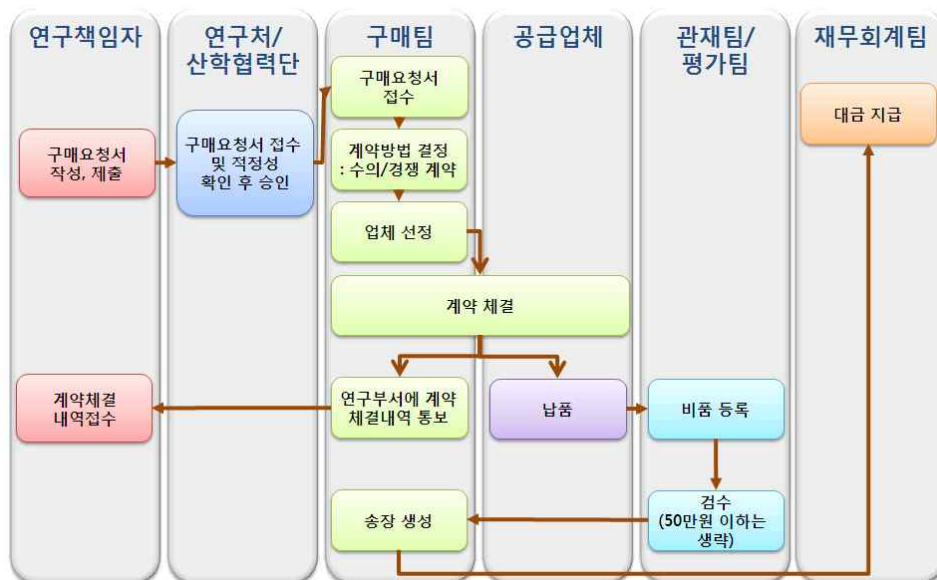 연구책임자
연구처/
산학협력단
구매팀
공급업체
관재팀/
평가팀
재무회계팀
구매요청서
작성, 제출
구매요청서 접수
및 적정성
확인 후 승인
구매요청서
접수
계약방법 결정
: 수의/경쟁 계약
업체 선정
계약 체결
계약체결
내역접수
연구부서에 계약
체결내역 통보
납품
비품 등록
검수
(50만원 이하는
생략)
송장 생성
대금 지급